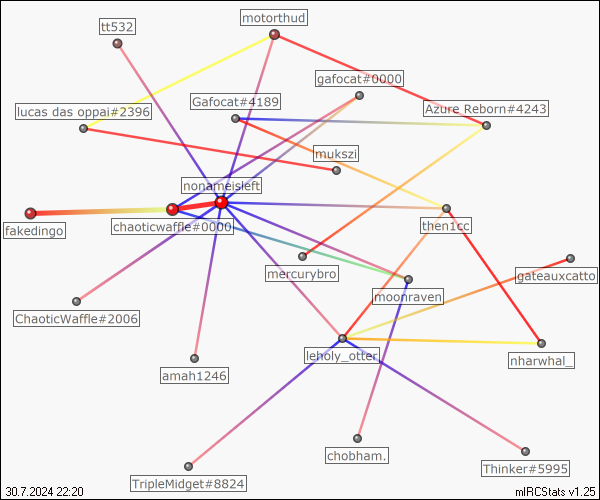 motorthud
tt532
gafocat#0000
Gafocat#4189
Azure Reborn#4243
lucas das oppai#2396
mukszi
nonameisleft
chaoticwaffle#0000
fakedingo
then1cc
mercurybro
gateauxcatto
moonraven
ChaoticWaffle#2006
leholy_otter
nharwhal_
amah1246
chobham.
Thinker#5995
TripleMidget#8824
30.7.2024 22:20
mIRCStats v1.25